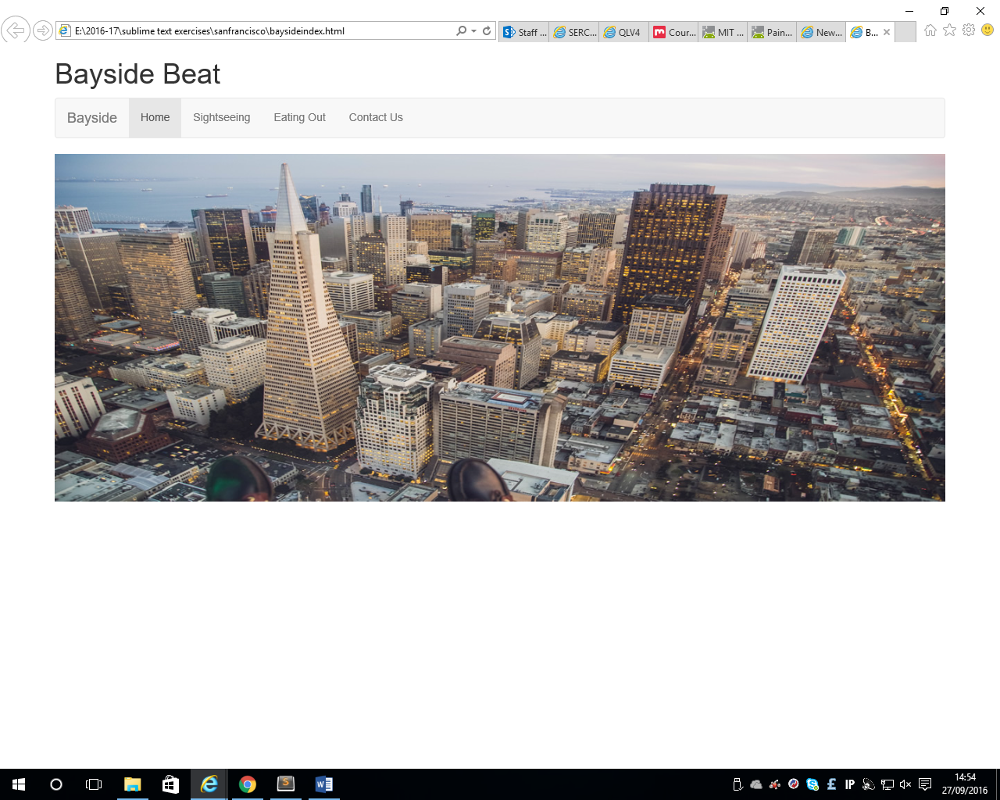 E:\2016-17\sublime text exercises\sanfrancisco\baysideindex.html
Staff ...
SERC...
QLV4
Cour...
MIT ...
Pain...
New...
B...
Bayside Beat
Bayside
Home
Sightseeing
Eating Out
Contact Us
IP
14:54
27/09/2016